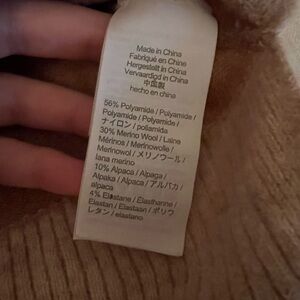 Made in China
Fabriqué en Chine
Hergestellt in China
Vervaardigd in China
中国製
hecho en china
56% Polyamide / Polyamide /
Polyamide / Polyamide /
ナイロン / poliamida
30% Merino Wool / Laine
Mérinos / Merinowolle /
Merinowol / メリノウール /
lana merino
10% Alpaca / Alpaga /
Alpaka / Alpaca / アルパカ /
alpaca
4% Elastane / Élasthanne /
Elastan / Elastaan / ポリウ
レタン / elastano